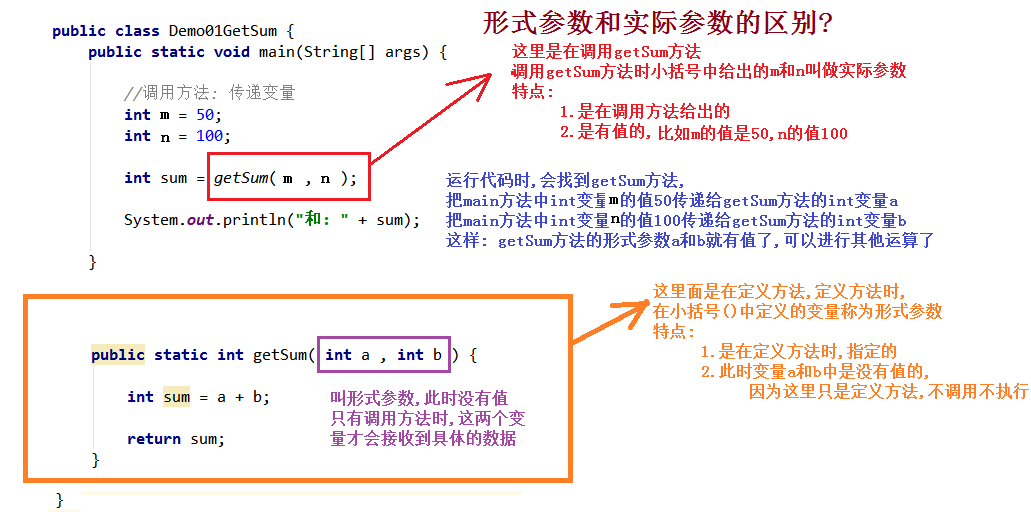 形式参数和实际参数的区别?
public class Demo01GetSum {
public static void main(String[] args) {
//调用方法: 传递变量
int m = 50;
int n = 100;
int sum = getSum( m , n );
System.out.println("和: " + sum);
}
这里是在调用getSum方法
调用getSum方法时小括号中给出的m和n叫做实际参数
特点:
1.是在调用方法给出的
2.是有值的, 比如m的值是50,n的值100
运行代码时,会找到getSum方法,
把main方法中int变量m的值50传递给getSum方法的int变量a
把main方法中int变量n的值100传递给getSum方法的int变量b
这样: getSum方法的形式参数a和b就有值了,可以进行其他运算了
public static int getSum( int a , int b ) {
int sum = a + b;
return sum;
}
}
叫形式参数,此时没有值
只有调用方法时,这两个变
量才会接收到具体的数据
这里面是在定义方法,定义方法时,
在小括号()中定义的变量称为形式参数
特点:
1.是在定义方法时,指定的
2.此时变量a和b中是没有值的,
因为这里只是定义方法,不调用不执行